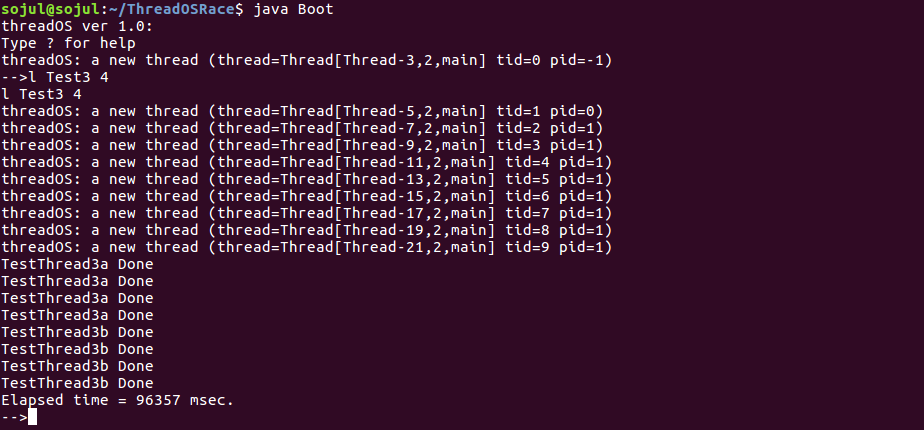 sojul@sojul:~/ThreadOSRace$ java Boot
threadOS ver 1.0:
Type ? for help
threadOS: a new thread (thread=Thread[Thread-3,2,main] tid=0 pid=-1)
-->l Test3 4
l Test3 4
threadOS: a new thread (thread=Thread[Thread-5,2,main] tid=1 pid=0)
threadOS: a new thread (thread=Thread[Thread-7,2,main] tid=2 pid=1)
threadOS: a new thread (thread=Thread[Thread-9,2,main] tid=3 pid=1)
threadOS: a new thread (thread=Thread[Thread-11,2,main] tid=4 pid=1)
threadOS: a new thread (thread=Thread[Thread-13,2,main] tid=5 pid=1)
threadOS: a new thread (thread=Thread[Thread-15,2,main] tid=6 pid=1)
threadOS: a new thread (thread=Thread[Thread-17,2,main] tid=7 pid=1)
threadOS: a new thread (thread=Thread[Thread-19,2,main] tid=8 pid=1)
threadOS: a new thread (thread=Thread[Thread-21,2,main] tid=9 pid=1)
TestThread3a Done
TestThread3a Done
TestThread3a Done
TestThread3a Done
TestThread3b Done
TestThread3b Done
TestThread3b Done
TestThread3b Done
Elapsed time = 96357 msec.
-->